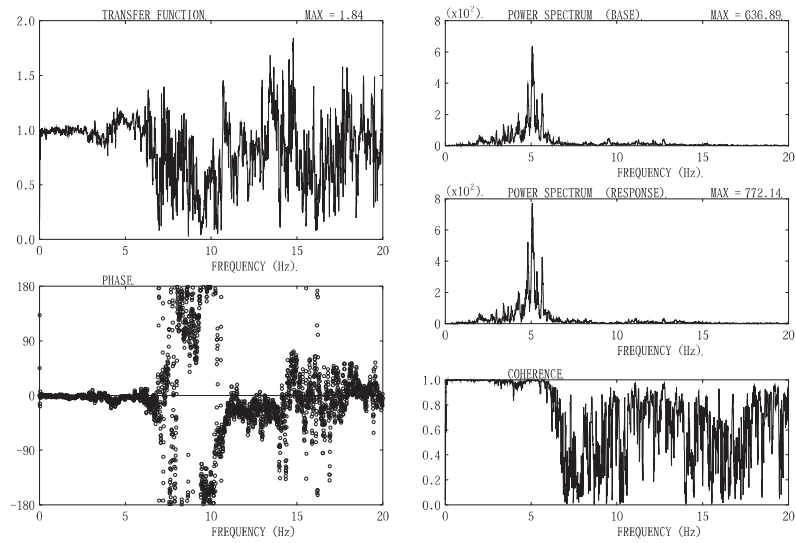 TRANSFER FUNCTION. MAX = 1.84
2.0
1.5
1.0
0.5
0.0
0 5 10 15 20
FREQUENCY (Hz).
PHASE.
180
90
0
-90
-180
0 5 10 15 20
FREQUENCY (Hz)
(x10²). POWER SPECTRUM (BASE) MAX = 636.89.
8
6
4
2
0
0 5 10 15 20
FREQUENCY (Hz).
(x10²). POWER SPECTRUM (RESPONSE). MAX = 772.14.
8
6
4
2
0
0 5 10 15 20
FREQUENCY (Hz).
COHERENCE.
1.0
0.8
0.6
0.4
0.2
0.0
0 5 10 15 20
FREQUENCY (Hz)